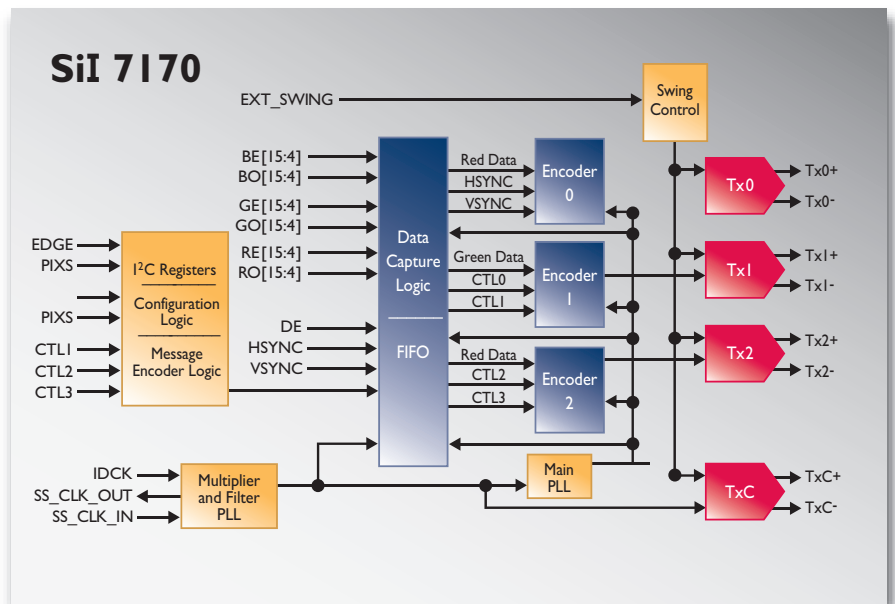 SiI 7170
EXT_SWING
Swing
Control
BE[15:4]
BO[15:4]
GE[15:4]
GO[15:4]
RE[15:4]
RO[15:4]
DE
HSYNC
VSYNC
EDGE
PIXS
PIXS
CTL1
CTL2
CTL3
I²C Registers
Configuration
Logic
Message
Encoder Logic
Data
Capture
Logic
FIFO
Red Data
HSYNC
VSYNC
Encoder
0
Green Data
CTL0
CTL1
Encoder
1
Red Data
CTL2
CTL3
Encoder
2
Tx0
Tx0+
Tx0-
Tx1
Tx1+
Tx1-
Tx2
Tx2+
Tx2-
IDCK
SS_CLK_OUT
SS_CLK_IN
Multiplier
and Filter
PLL
Main
PLL
TxC
TxC+
TxC-